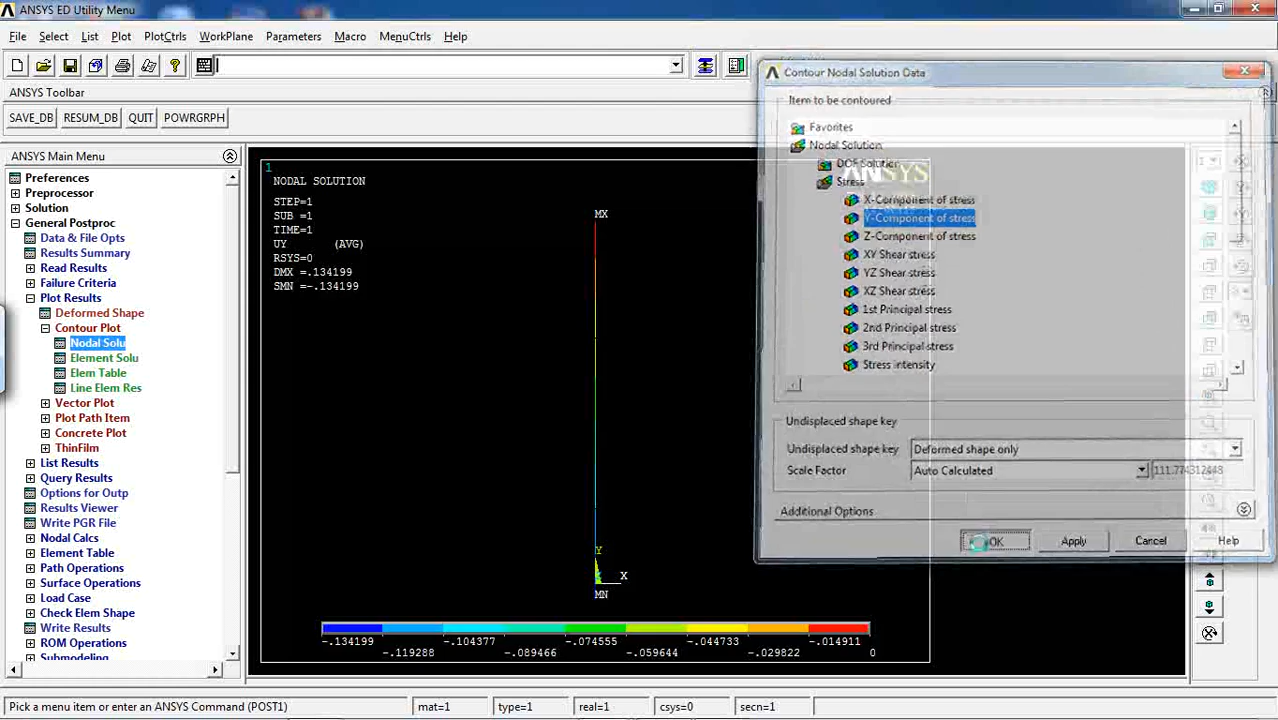 ANSYS ED Utility Menu
File Select List Plot PlotCtrls WorkPlane Parameters Macro MenuCtrls Help
ANSYS Toolbar
SAVE_DB RESUM_DB QUIT POWRGRPH
ANSYS Main Menu
Preferences
Preprocessor
Solution
General Postproc
Data & File Opts
Results Summary
Read Results
Failure Criteria
Plot Results
Deformed Shape
Contour Plot
Nodal Solu
Element Solu
Elem Table
Line Elem Res
Vector Plot
Plot Path Item
Concrete Plot
ThinFilm
List Results
Query Results
Options for Outp
Results Viewer
Write PGR File
Nodal Calcs
Element Table
Path Operations
Surface Operations
Load Case
Check Elem Shape
Write Results
ROM Operations
Submodeling
1
NODAL SOLUTION
STEP=1
SUB =1
TIME=1
UY (AVG)
RSYS=0
DMX =.134199
SMN =-.134199
MX
Y
X
MN
-.134199 -.104377 -.074555 -.044733 -.014911
-.119288 -.089466 -.059644 -.029822 0
ANSYS
Contour Nodal Solution Data
Item to be contoured
Favorites
Nodal Solution
DOF Solution
Stress
X-Component of stress
Y-Component of stress
Z-Component of stress
XY Shear stress
YZ Shear stress
XZ Shear stress
1st Principal stress
2nd Principal stress
3rd Principal stress
Stress intensity
Undisplaced shape key
Undisplaced shape key Deformed shape only
Scale Factor Auto Calculated 111.774312448
Additional Options
OK Apply Cancel Help
Pick a menu item or enter an ANSYS Command (POST1) mat=1 type=1 real=1 csys=0 secn=1